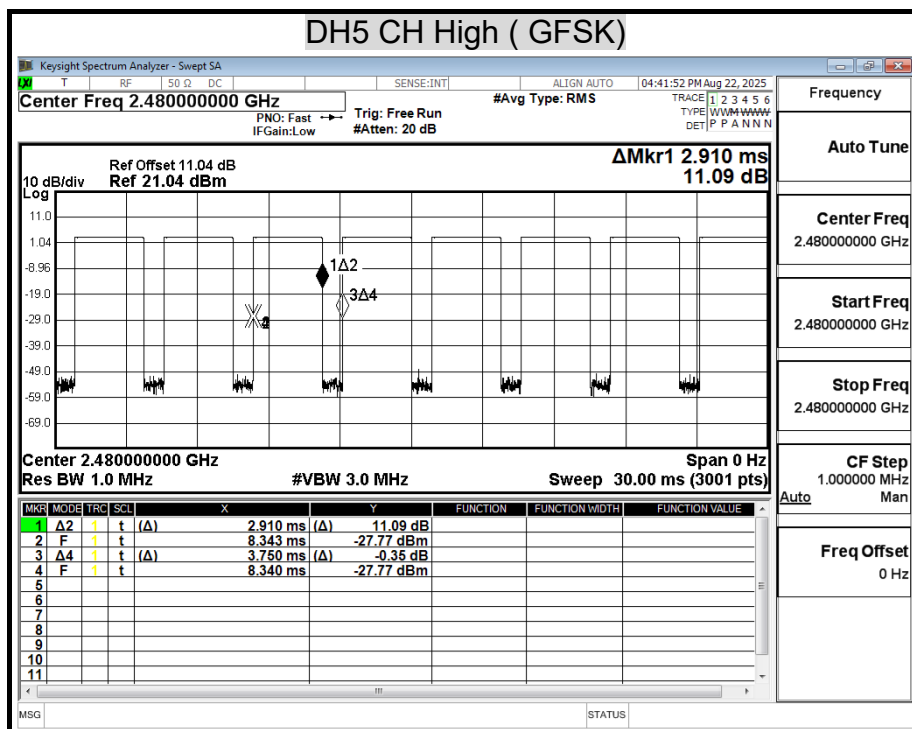 DH5 CH High ( GFSK)
Keysight Spectrum Analyzer - Swept SA
LXI T RF 50 Ω DC SENSE:INT ALIGN AUTO 04:41:52 PM Aug 22, 2025
Center Freq 2.480000000 GHz
PNO: Fast
IFGain:Low
Trig: Free Run
#Atten: 20 dB
#Avg Type: RMS
TRACE 1 2 3 4 5 6
TYPE WWMWWWW
DET P P A N N N
ΔMkr1 2.910 ms
11.09 dB
Ref Offset 11.04 dB
10 dB/div Ref 21.04 dBm
Log
11.0
1.04
-8.96
-19.0
-29.0
-39.0
-49.0
-59.0
-69.0
1Δ2
3Δ4
Center 2.480000000 GHz Span 0 Hz
Res BW 1.0 MHz #VBW 3.0 MHz Sweep 30.00 ms (3001 pts)
MKR MODE TRC SCL X Y FUNCTION FUNCTION WIDTH FUNCTION VALUE
1 Δ2 1 t (Δ) 2.910 ms (Δ) 11.09 dB
2 F 1 t 8.343 ms -27.77 dBm
3 Δ4 1 t (Δ) 3.750 ms (Δ) -0.35 dB
4 F 1 t 8.340 ms -27.77 dBm
5
6
7
8
9
10
11
MSG STATUS
Frequency
Auto Tune
Center Freq
2.480000000 GHz
Start Freq
2.480000000 GHz
Stop Freq
2.480000000 GHz
CF Step
1.000000 MHz
Auto Man
Freq Offset
0 Hz